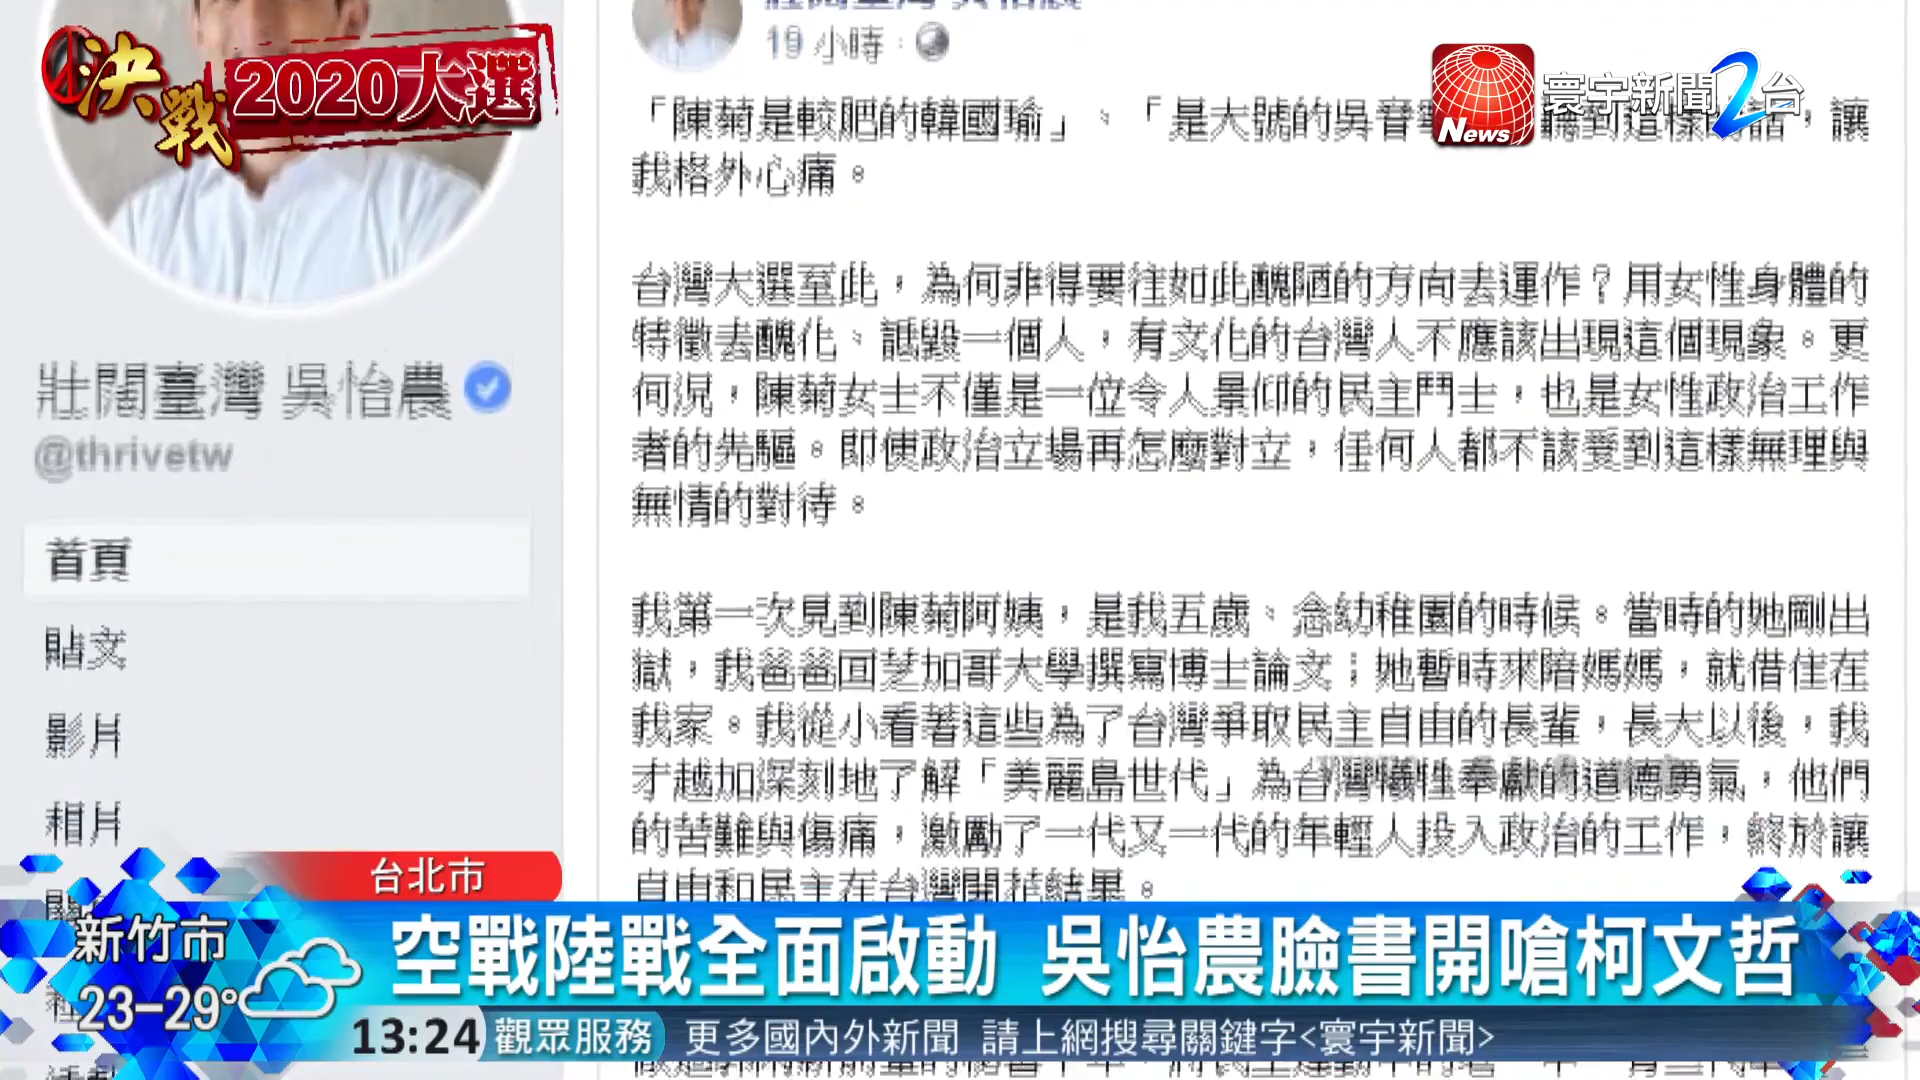 決戰2020大選
19 小時
寰宇新聞2台
News
「陳菊是較肥的韓國瑜」、「是大號的吳音 讓
我格外心痛。
台灣大選至此，為何非得要往如此醜陋的方向去運作？用女性身體的
特徵去醜化、詆毀一個人，有文化的台灣人不應該出現這個現象。更
何況，陳菊女士不僅是一位令人景仰的民主鬥士，也是女性政治工作
者的先驅。即使政治立場再怎麼對立，任何人都不該受到這樣無理與
無情的對待。
我第一次見到陳菊阿姨，是我五歲、念幼稚園的時候。當時的她剛出
獄，我爸爸回芝加哥大學撰寫博士論文；她暫時來陪媽媽，就借住在
我家。我從小看著這些為了台灣爭取民主自由的長輩，長大以後，我
才越加深刻地了解「美麗島世代」為台灣犧牲奉獻的道德勇氣，他們
的苦難與傷痛，激勵了一代又一代的年輕人投入政治的工作，終於讓
自由和民主在台灣開花結果。
壯闊臺灣 吳怡農
@thrivetw
首頁
貼文
影片
相片
台北市
新竹市
23-29°
空戰陸戰全面啟動 吳怡農臉書開嗆柯文哲
13:24
觀眾服務
更多國內外新聞 請上網搜尋關鍵字<寰宇新聞>